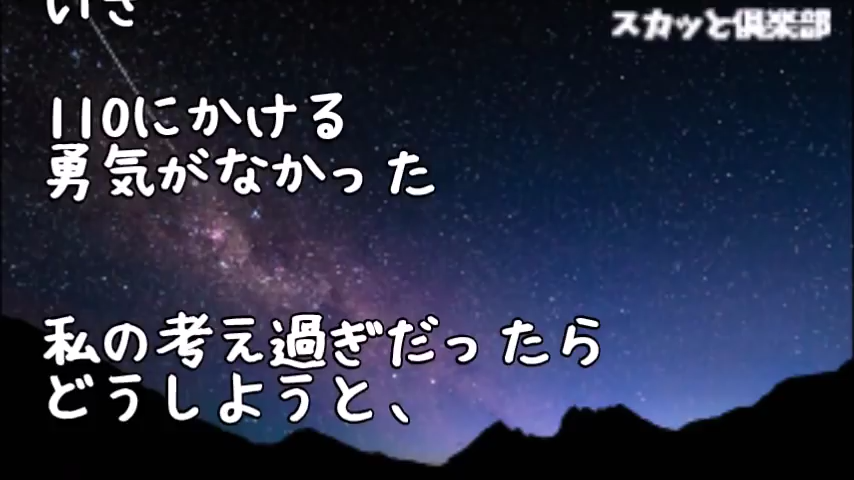 いざ
スカッと倶楽部
110にかける
勇気がなかった
私の考え過ぎだったら
どうしようと、